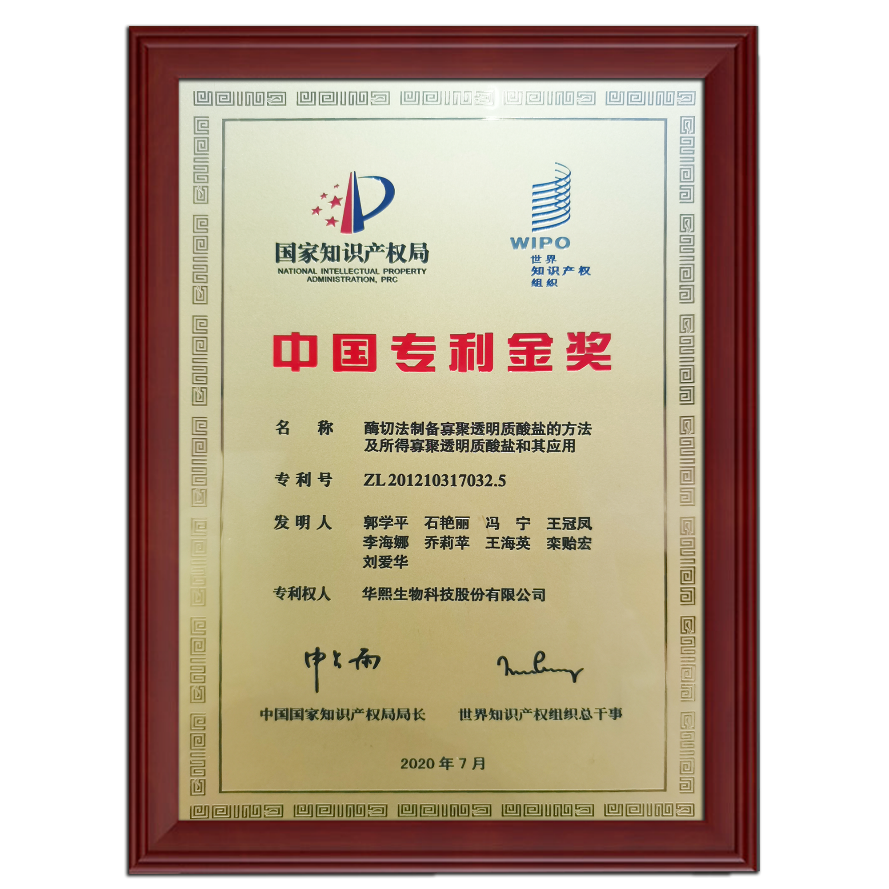 国家知识产权局
NATIONAL INTELLECTUAL PROPERTY
ADMINISTRATION, PRC
WIPO
世界
知识产权
组织
中国专利金奖
名 称 酶切法制备寡聚透明质酸盐的方法
及所得寡聚透明质酸盐和其应用
专利号 ZL 201210317032.5
发明人 郭学平 石艳丽 冯 宁 王冠凤
李海娜 乔莉苹 王海英 栾贻宏
刘爱华
专利权人 华熙生物科技股份有限公司
中国国家知识产权局局长 世界知识产权组织总干事
2020 年 7 月